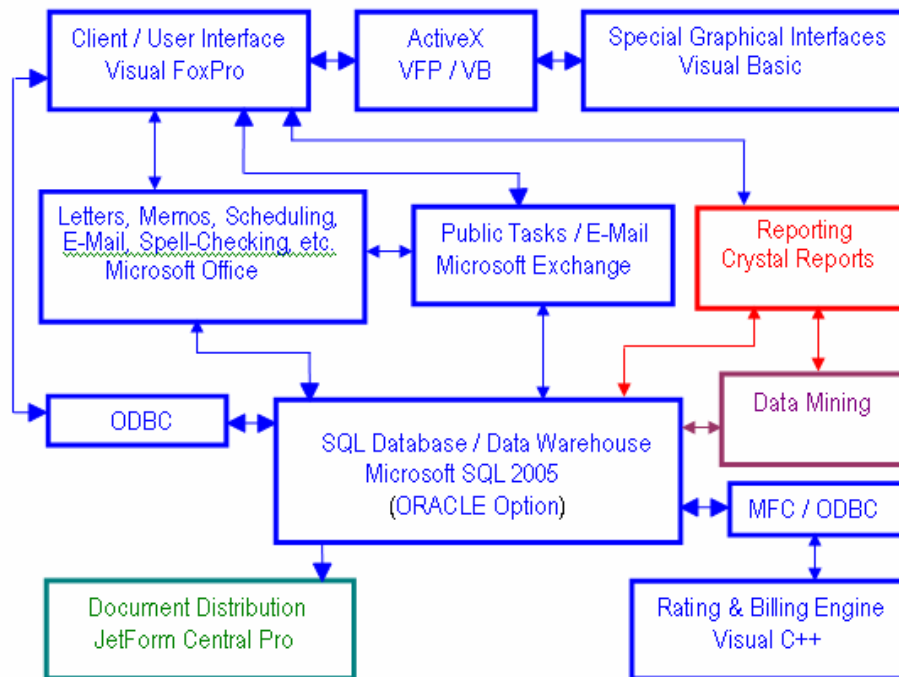 Client / User Interface
Visual FoxPro
ActiveX
VFP / VB
Special Graphical Interfaces
Visual Basic
Letters, Memos, Scheduling,
E-Mail, Spell-Checking, etc.
Microsoft Office
Public Tasks / E-Mail
Microsoft Exchange
Reporting
Crystal Reports
ODBC
SQL Database / Data Warehouse
Microsoft SQL 2005
(ORACLE Option)
Data Mining
MFC / ODBC
Document Distribution
JetForm Central Pro
Rating & Billing Engine
Visual C++